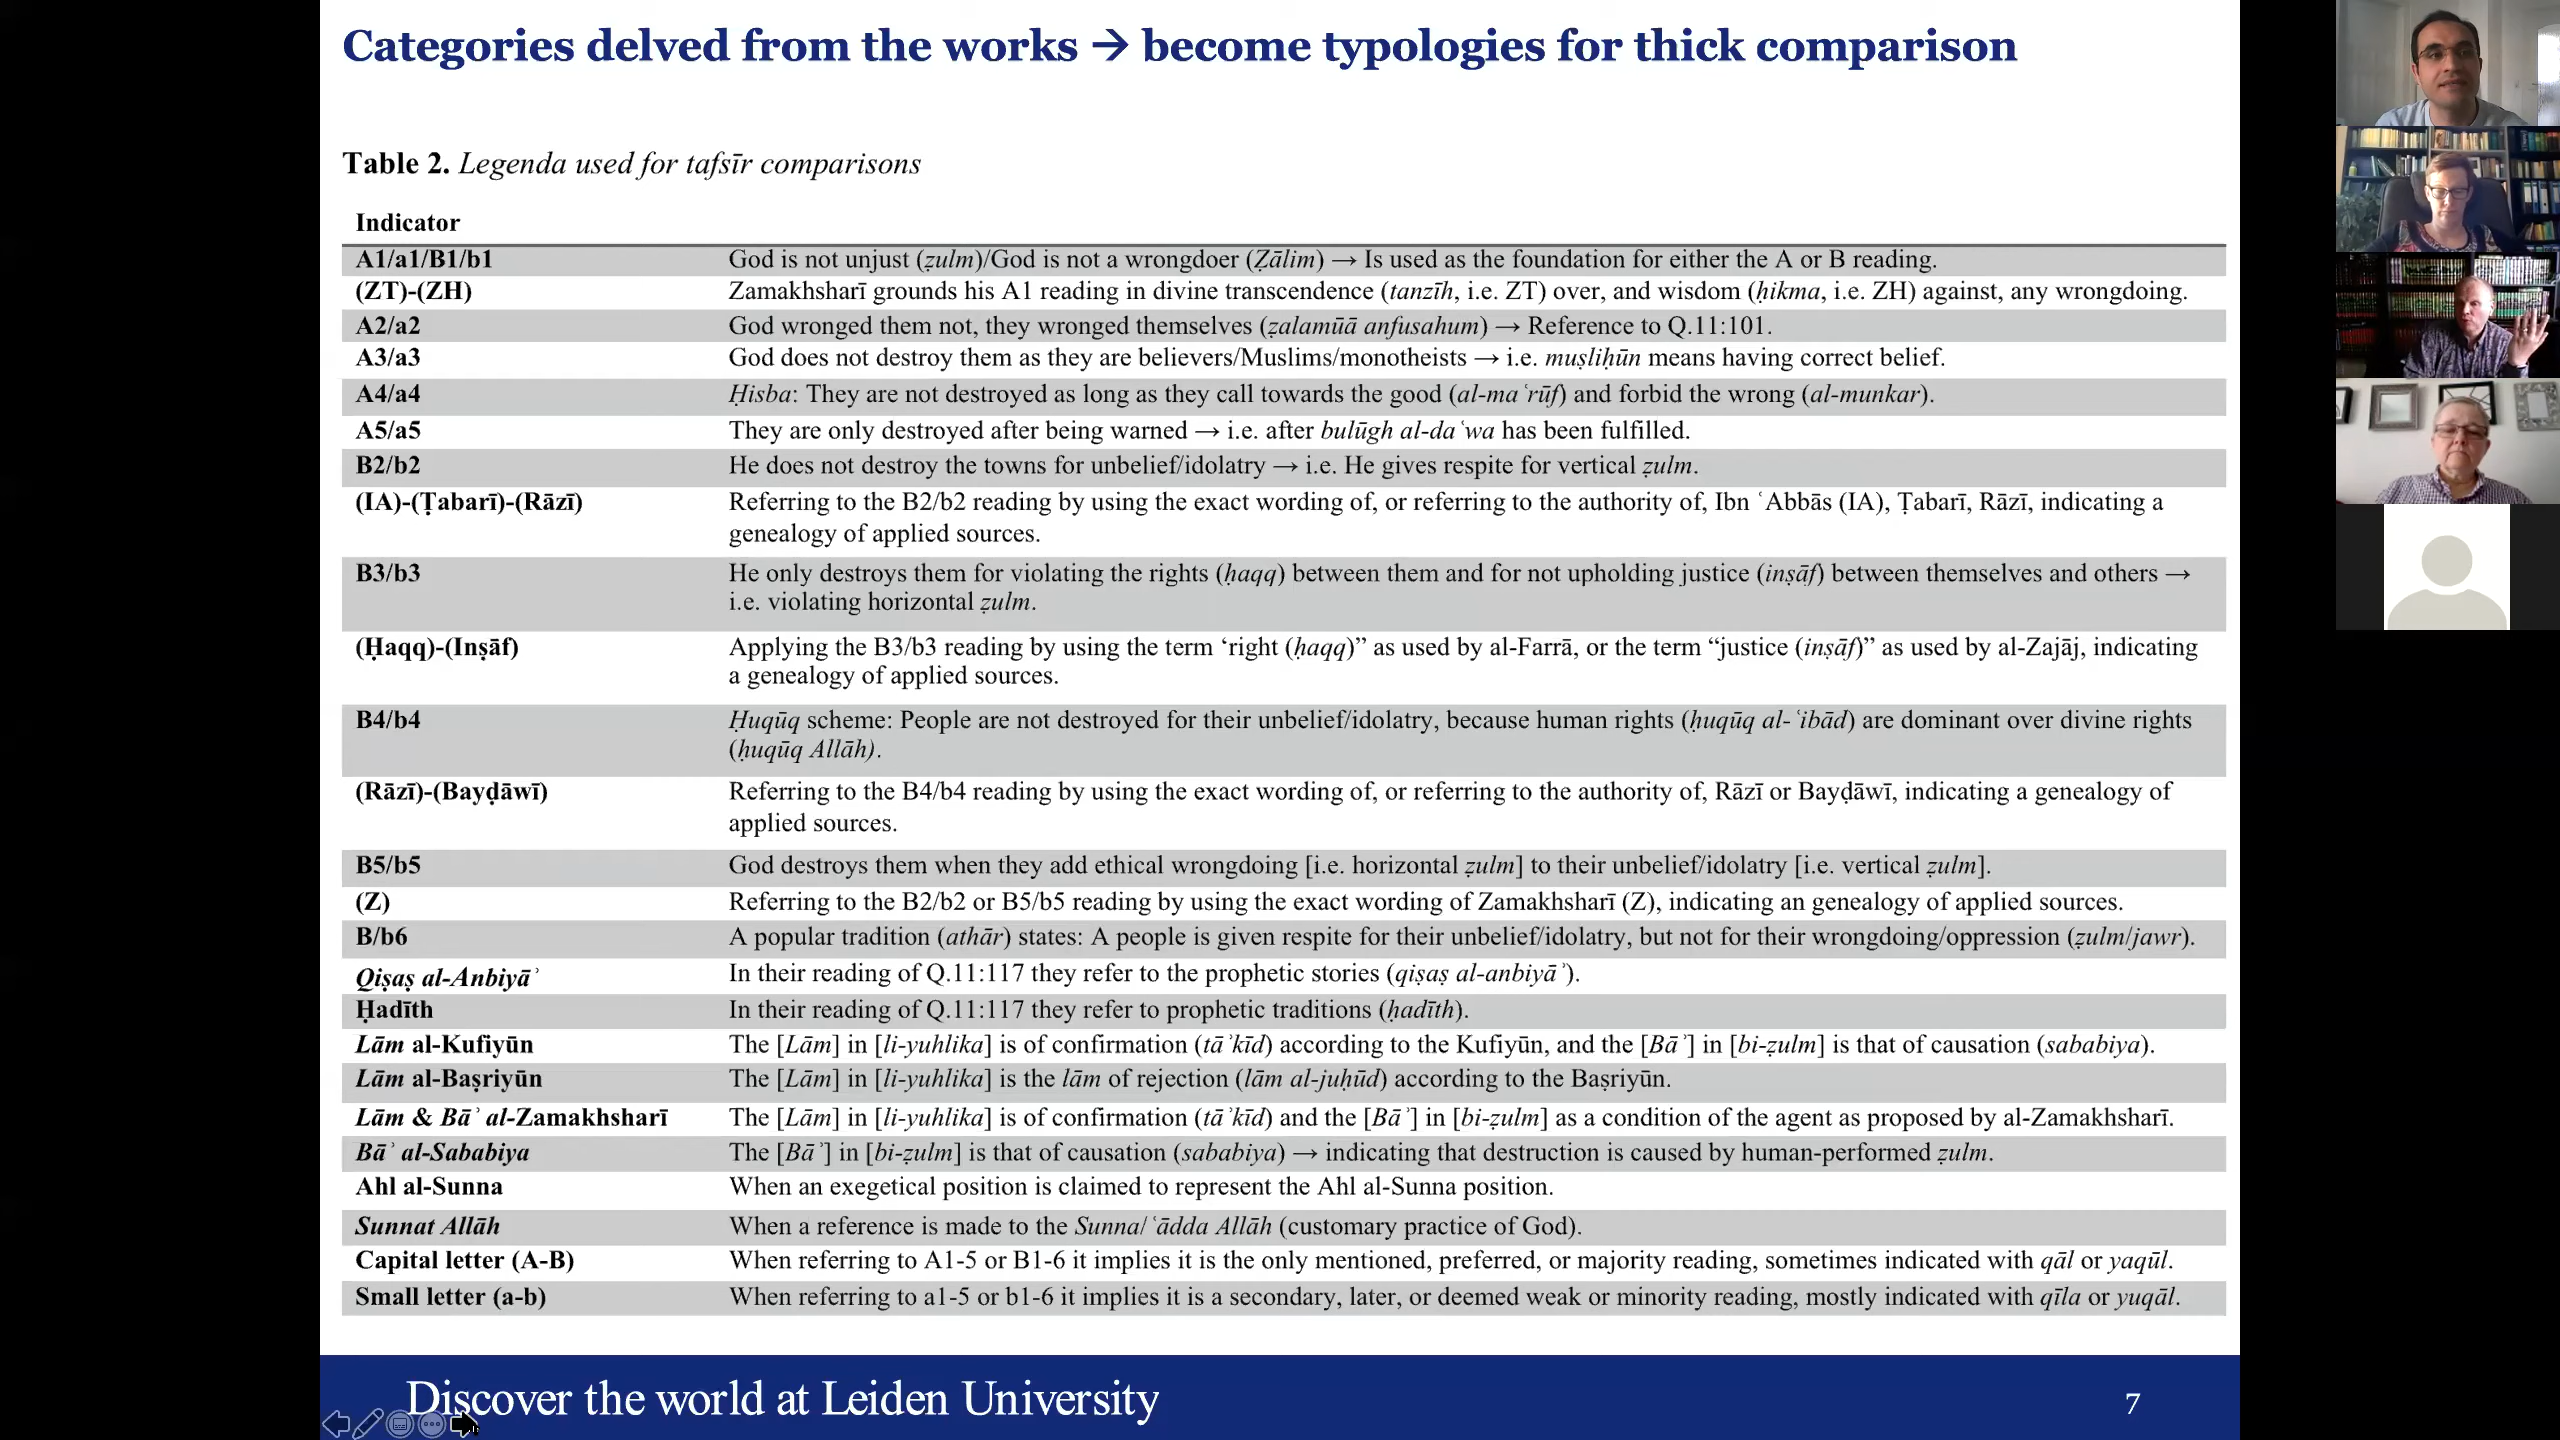 Categories delved from the works → become typologies for thick comparison
Table 2. Legenda used for tafsīr comparisons
Indicator
A1/a1/B1/b1 God is not unjust (ẓulm)/God is not a wrongdoer (Ẓālim) → Is used as the foundation for either the A or B reading.
(ZT)-(ZH) Zamakhsharī grounds his A1 reading in divine transcendence (tanzīh, i.e. ZT) over, and wisdom (ḥikma, i.e. ZH) against, any wrongdoing.
A2/a2 God wronged them not, they wronged themselves (ẓalamūā anfusahum) → Reference to Q.11:101.
A3/a3 God does not destroy them as they are believers/Muslims/monotheists → i.e. muṣliḥūn means having correct belief.
A4/a4 Ḥisba: They are not destroyed as long as they call towards the good (al-maʿrūf) and forbid the wrong (al-munkar).
A5/a5 They are only destroyed after being warned → i.e. after bulūgh al-daʿwa has been fulfilled.
B2/b2 He does not destroy the towns for unbelief/idolatry → i.e. He gives respite for vertical ẓulm.
(IA)-(Ṭabarī)-(Rāzī) Referring to the B2/b2 reading by using the exact wording of, or referring to the authority of, Ibn ʿAbbās (IA), Ṭabarī, Rāzī, indicating a
genealogy of applied sources.
B3/b3 He only destroys them for violating the rights (ḥaqq) between them and for not upholding justice (inṣāf) between themselves and others →
i.e. violating horizontal ẓulm.
(Ḥaqq)-(Inṣāf) Applying the B3/b3 reading by using the term ‘right (ḥaqq)” as used by al-Farrā, or the term “justice (inṣāf)” as used by al-Zajāj, indicating
a genealogy of applied sources.
B4/b4 Ḥuqūq scheme: People are not destroyed for their unbelief/idolatry, because human rights (ḥuqūq al-ʿibād) are dominant over divine rights
(ḥuqūq Allāh).
(Rāzī)-(Bayḍāwī) Referring to the B4/b4 reading by using the exact wording of, or referring to the authority of, Rāzī or Bayḍāwī, indicating a genealogy of
applied sources.
B5/b5 God destroys them when they add ethical wrongdoing [i.e. horizontal ẓulm] to their unbelief/idolatry [i.e. vertical ẓulm].
(Z) Referring to the B2/b2 or B5/b5 reading by using the exact wording of Zamakhsharī (Z), indicating an genealogy of applied sources.
B/b6 A popular tradition (athār) states: A people is given respite for their unbelief/idolatry, but not for their wrongdoing/oppression (ẓulm/jawr).
Qiṣaṣ al-Anbiyāʾ In their reading of Q.11:117 they refer to the prophetic stories (qiṣaṣ al-anbiyāʾ).
Ḥadīth In their reading of Q.11:117 they refer to prophetic traditions (ḥadīth).
Lām al-Kufiyūn The [Lām] in [li-yuhlika] is of confirmation (tāʾkīd) according to the Kufiyūn, and the [Bāʾ] in [bi-ẓulm] is that of causation (sababiya).
Lām al-Baṣriyūn The [Lām] in [li-yuhlika] is the lām of rejection (lām al-juḥūd) according to the Baṣriyūn.
Lām & Bāʾ al-Zamakhsharī The [Lām] in [li-yuhlika] is of confirmation (tāʾkīd) and the [Bāʾ] in [bi-ẓulm] as a condition of the agent as proposed by al-Zamakhsharī.
Bāʾ al-Sababiya The [Bāʾ] in [bi-ẓulm] is that of causation (sababiya) → indicating that destruction is caused by human-performed ẓulm.
Ahl al-Sunna When an exegetical position is claimed to represent the Ahl al-Sunna position.
Sunnat Allāh When a reference is made to the Sunna/ʿādda Allāh (customary practice of God).
Capital letter (A-B) When referring to A1-5 or B1-6 it implies it is the only mentioned, preferred, or majority reading, sometimes indicated with qāl or yaqūl.
Small letter (a-b) When referring to a1-5 or b1-6 it implies it is a secondary, later, or deemed weak or minority reading, mostly indicated with qīla or yuqāl.
Discover the world at Leiden University
7